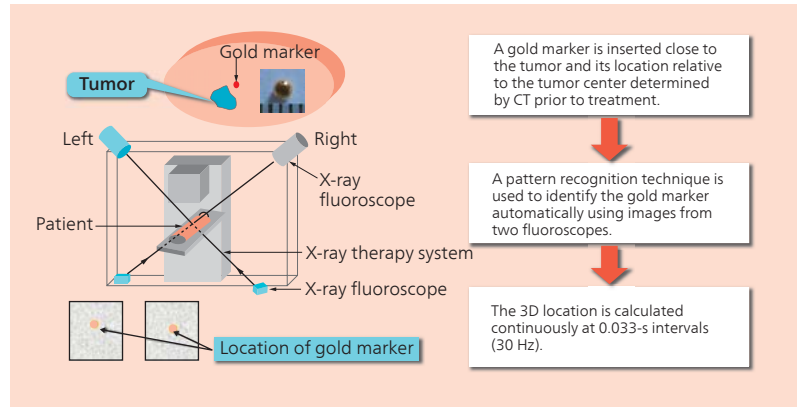 Gold marker
Tumor
Left
Right
X-ray
fluoroscope
Patient
X-ray therapy system
X-ray fluoroscope
Location of gold marker
A gold marker is inserted close to
the tumor and its location relative
to the tumor center determined
by CT prior to treatment.
A pattern recognition technique is
used to identify the gold marker
automatically using images from
two fluoroscopes.
The 3D location is calculated
continuously at 0.033-s intervals
(30 Hz).